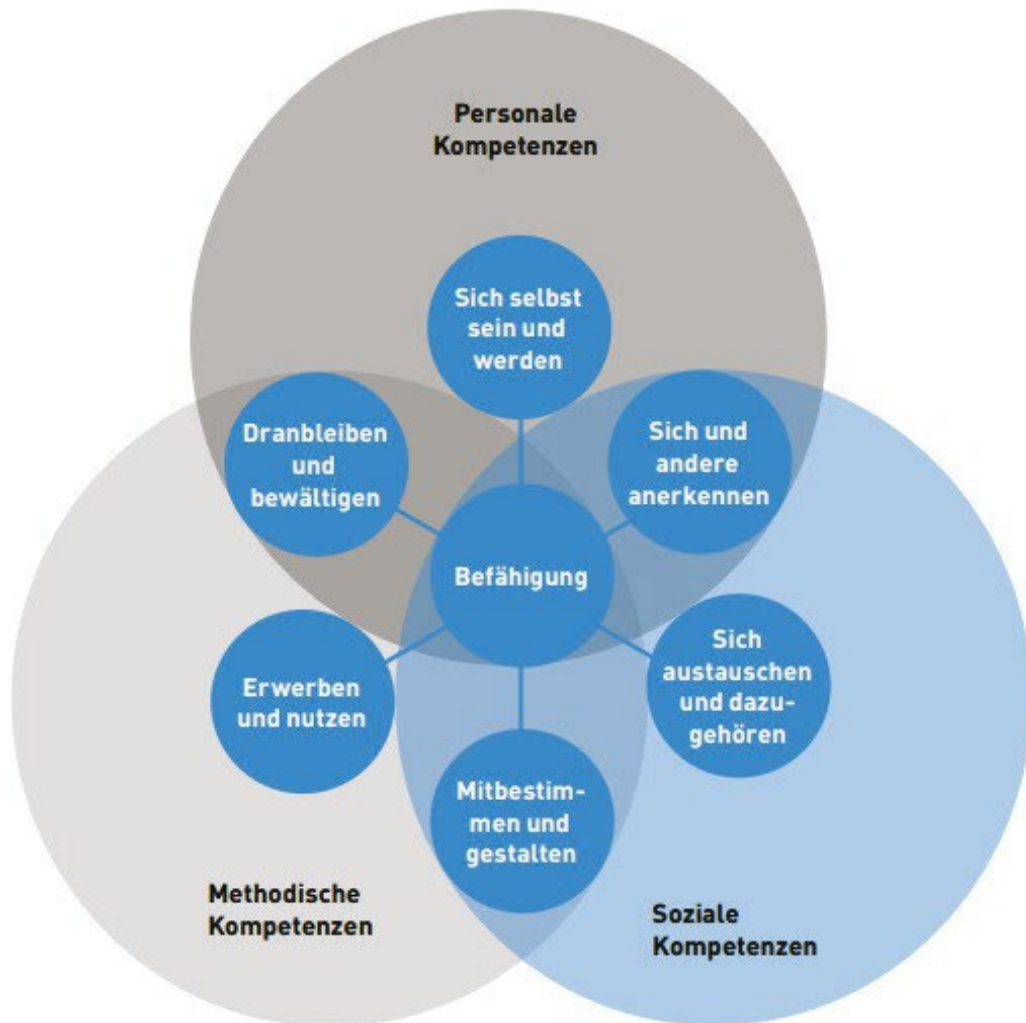 Personale
Kompetenzen
Sich selbst
sein und
werden
Dranbleiben
und
bewältigen
Sich und
andere
anerkennen
Befähigung
Erwerben
und nutzen
Sich
austauschen
und dazu-
gehören
Mitbestim-
men und
gestalten
Methodische
Kompetenzen
Soziale
Kompetenzen